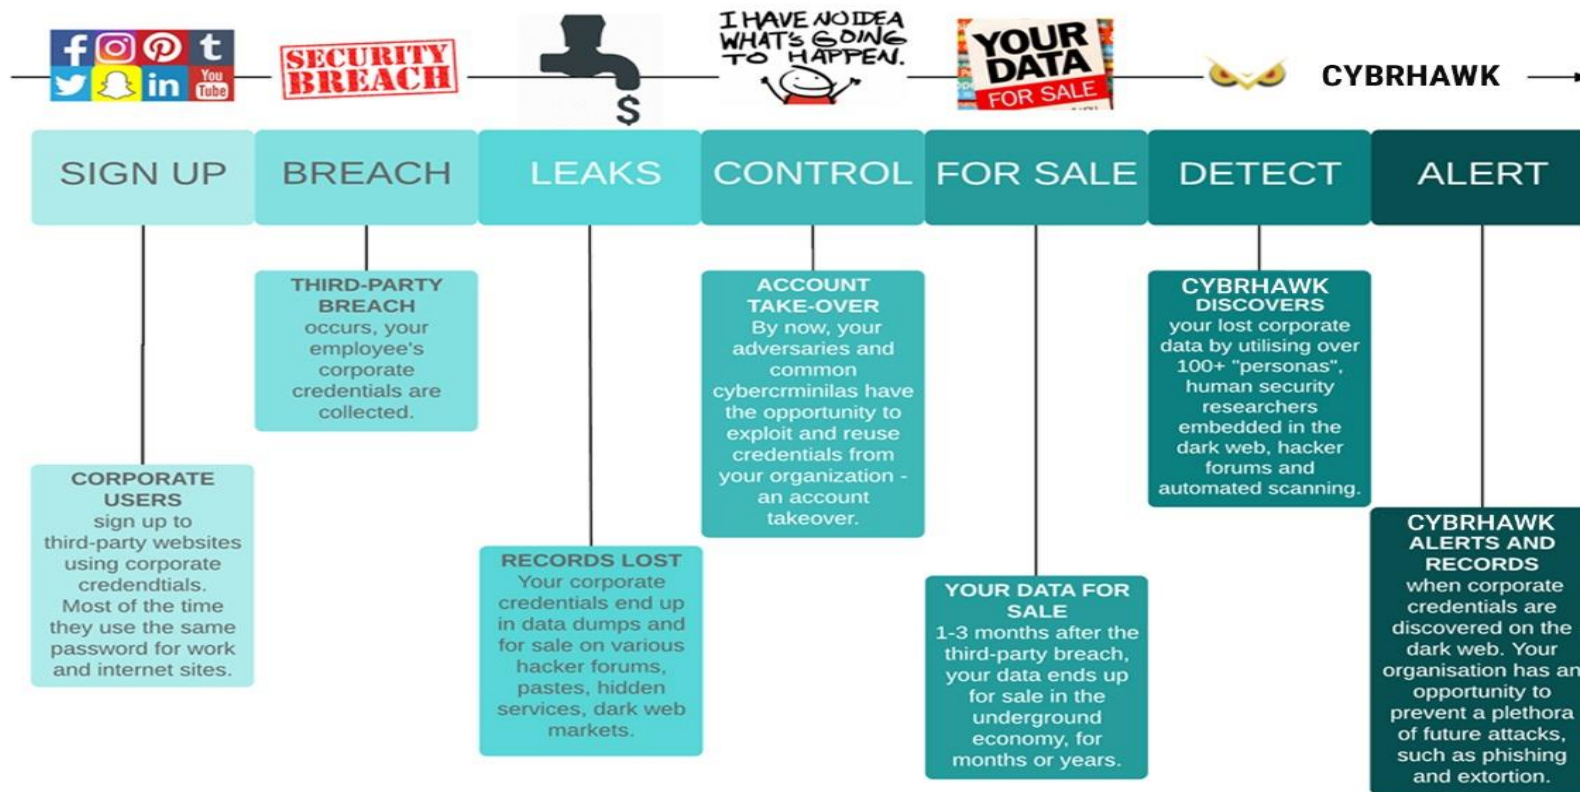 f
t
in
You
Tube
SECURITY
BREACH
$
I HAVE NO IDEA
WHAT'S GOING
TO HAPPEN.
YOUR
DATA
FOR SALE
CYBRHAWK
SIGN UP
BREACH
LEAKS
CONTROL
FOR SALE
DETECT
ALERT
CORPORATE
USERS
sign up to
third-party websites
using corporate
credendtials.
Most of the time
they use the same
password for work
and internet sites.
THIRD-PARTY
BREACH
occurs, your
employee's
corporate
credentials are
collected.
RECORDS LOST
Your corporate
credentials end up
in data dumps and
for sale on various
hacker forums,
pastes, hidden
services, dark web
markets.
ACCOUNT
TAKE-OVER
By now, your
adversaries and
common
cybercrminilas have
the opportunity to
exploit and reuse
credentials from
your organization -
an account
takeover.
YOUR DATA FOR
SALE
1-3 months after the
third-party breach,
your data ends up
for sale in the
underground
economy, for
months or years.
CYBRHAWK
DISCOVERS
your lost corporate
data by utilising over
100+ "personas",
human security
researchers
embedded in the
dark web, hacker
forums and
automated scanning.
CYBRHAWK
ALERTS AND
RECORDS
when corporate
credentials are
discovered on the
dark web. Your
organisation has an
opportunity to
prevent a plethora
of future attacks,
such as phishing
and extortion.